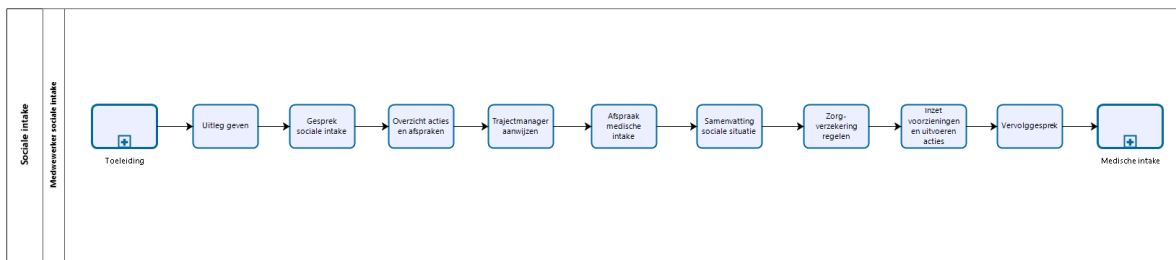 Sociale intake
Medwewerker sociale intake
Toeleiding
Uitleg geven
Gesprek
sociale intake
Overzicht acties
en afspraken
Trajectmanager
aanwijzen
Afspraak
medische
intake
Samenvatting
sociale situatie
Zorg-
verzekering
regelen
Inzet
voorzieningen
en uitvoeren
acties
Vervolggesprek
Medische intake